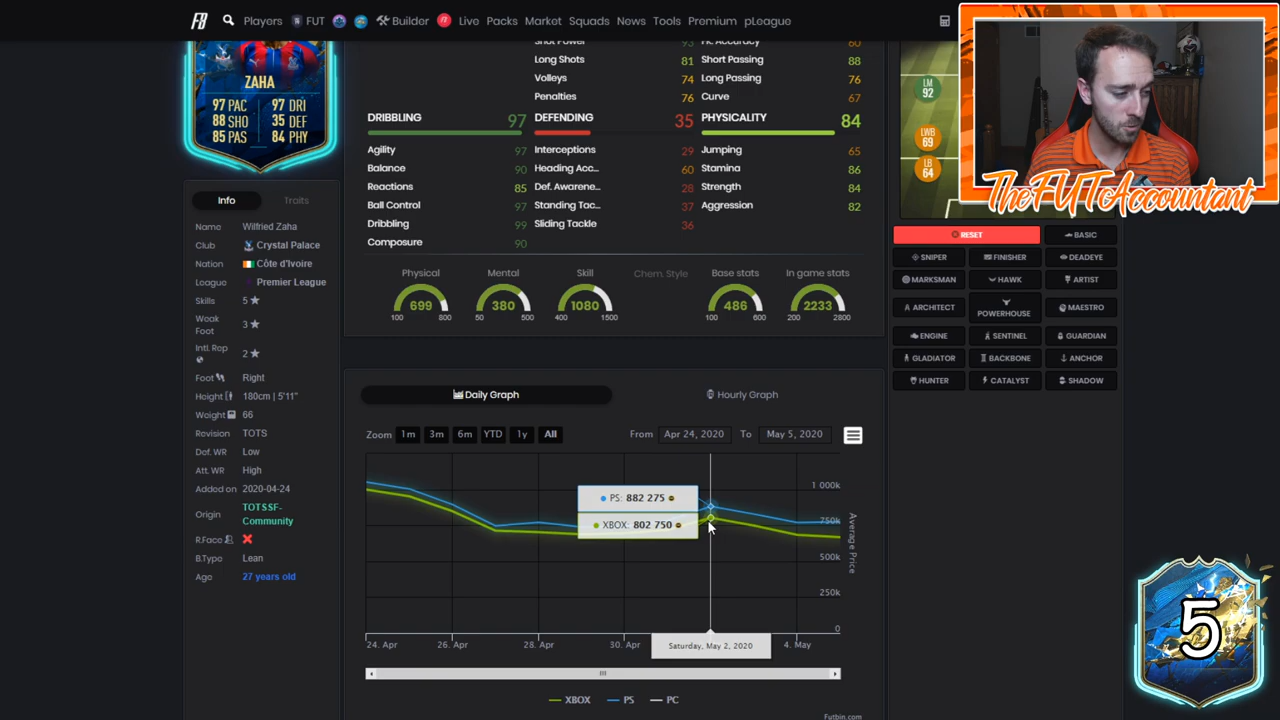 FB Players FUT Builder Live Packs Market Squads News Tools Premium pLeague
ZAHA
97 PAC 97 DRI
88 SHO 35 DEF
85 PAS 84 PHY
Shot Power 93 FK. Accuracy 60
Long Shots 81 Short Passing 88
Volleys 74 Long Passing 76
Penalties 76 Curve 67
DRIBBLING 97 DEFENDING 35 PHYSICALITY 84
Agility 97 Interceptions 29 Jumping 65
Balance 90 Heading Acc... 60 Stamina 86
Reactions 85 Def. Awarene... 28 Strength 84
Ball Control 97 Standing Tac... 37 Aggression 82
Dribbling 99 Sliding Tackle 36
Composure 90
Physical Mental Skill Chem. Style Base stats In game stats
699 380 1080 486 2233
100 800 50 500 400 1500 100 600 200 2800
Info Traits
Name Wilfried Zaha
Club Crystal Palace
Nation Côte d'Ivoire
League Premier League
Skills 5
Weak Foot 3
Intl. Rep 2
Foot Right
Height 180cm | 5'11"
Weight 66
Revision TOTS
Def. WR Low
Att. WR High
Added on 2020-04-24
Origin TOTSSF-Community
R.Face
B.Type Lean
Age 27 years old
Daily Graph Hourly Graph
Zoom 1m 3m 6m YTD 1y All From Apr 24, 2020 To May 5, 2020
PS: 882 275
XBOX: 802 750
1 000k
750k
500k
250k
0
Average Price
24. Apr 26. Apr 28. Apr 30. Apr Saturday, May 2, 2020 4. May
XBOX PS PC
Futbin.com
LM
92
LWB
69
LB
64
TheFUTAccountant
RESET BASIC
SNIPER FINISHER DEADEYE
MARKSMAN HAWK ARTIST
ARCHITECT POWERHOUSE MAESTRO
ENGINE SENTINEL GUARDIAN
GLADIATOR BACKBONE ANCHOR
HUNTER CATALYST SHADOW
5